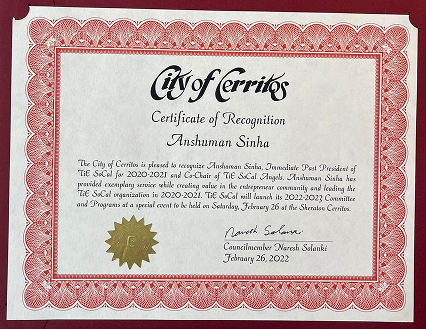 City of Cerritos
Certificate of Recognition
Anshuman Sinha
The City of Cerritos is pleased to recognize Anshuman Sinha, Immediate Past President of
TiE SoCal for 2020-2021 and Co-Chair of TiE SoCal Angels. Anshuman Sinha has
provided exemplary service while creating value in the entrepreneur community and leading the
TiE SoCal organization in 2020-2021. TiE SoCal will launch its 2022-2023 Committee
and Programs at a special event to be held on Saturday, February 26 at the Sheraton Cerritos.
Naresh Solanki
Councilmember Naresh Solanki
February 26, 2022